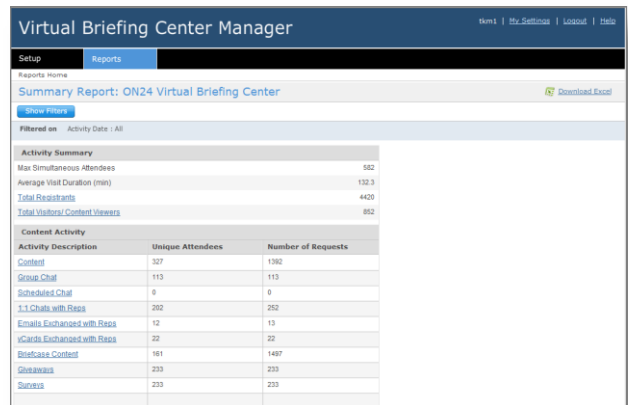 Virtual Briefing Center Manager
tkm1 | My Settings | Logout | Help
Setup Reports
Reports Home
Summary Report: ON24 Virtual Briefing Center Download Excel
Show Filters
Filtered on Activity Date : All
Activity Summary
Max Simultaneous Attendees 562
Average Visit Duration (min) 132.3
Total Registrants 4420
Total Visitors/ Content Viewers 852
Content Activity
Activity Description Unique Attendees Number of Requests
Content 327 1392
Group Chat 113 113
Scheduled Chat 0 0
1:1 Chats with Reps 202 252
Emails Exchanged with Reps 12 13
vCards Exchanged with Reps 22 22
Briefcase Content 161 1497
Giveaways 233 233
Surveys 233 233